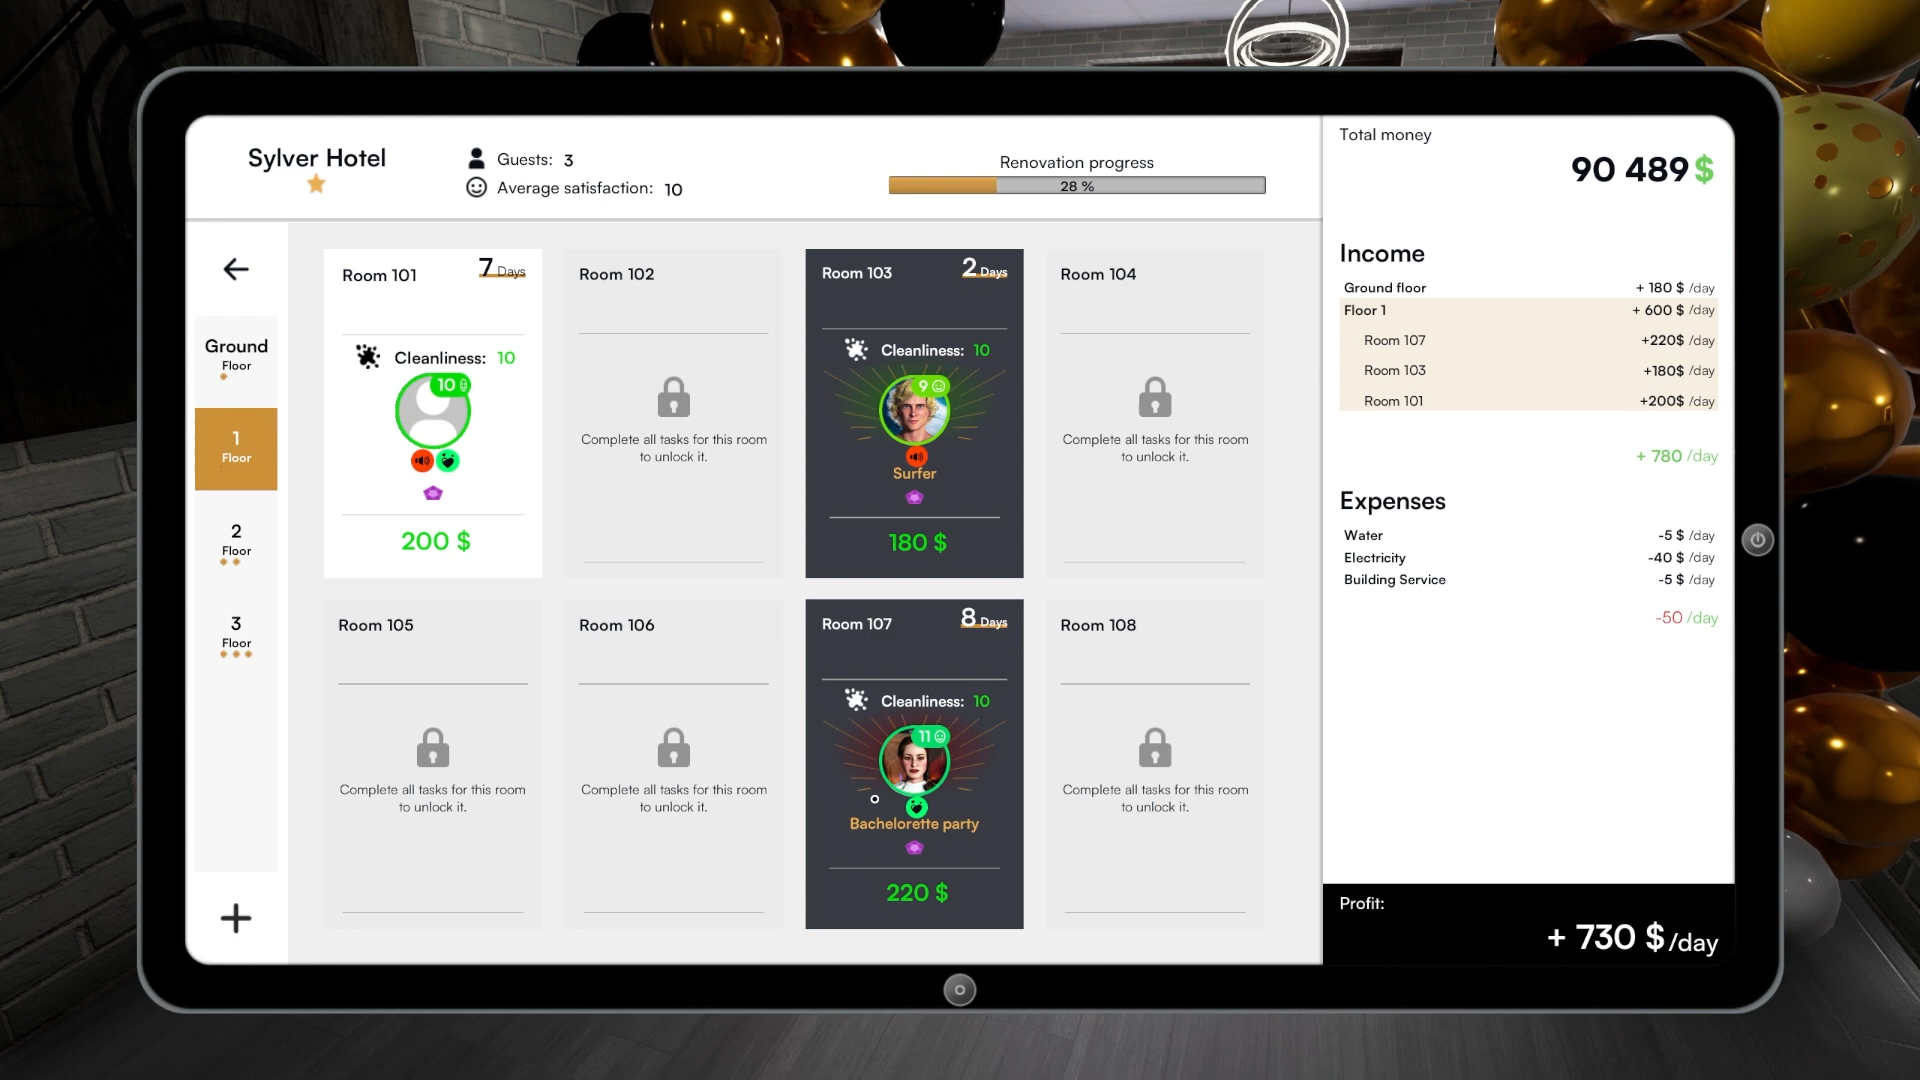 Sylver Hotel
Guests: 3
Average satisfaction: 10
Renovation progress
28 %
Total money
90 489 $
Ground
Floor
1
Floor
2
Floor
3
Floor
Room 101
7 Days
Cleanliness: 10
10
200 $
Room 102
Complete all tasks for this room
to unlock it.
Room 103
2 Days
Cleanliness: 10
9
Surfer
180 $
Room 104
Complete all tasks for this room
to unlock it.
Room 105
Complete all tasks for this room
to unlock it.
Room 106
Complete all tasks for this room
to unlock it.
Room 107
8 Days
Cleanliness: 10
11
Bachelorette party
220 $
Room 108
Complete all tasks for this room
to unlock it.
Income
Ground floor + 180 $ /day
Floor 1 + 600 $ /day
Room 107 +220$ /day
Room 103 +180$ /day
Room 101 +200$ /day
+ 780 /day
Expenses
Water -5 $ /day
Electricity -40 $ /day
Building Service -5 $ /day
-50 /day
Profit:
+ 730 $ /day